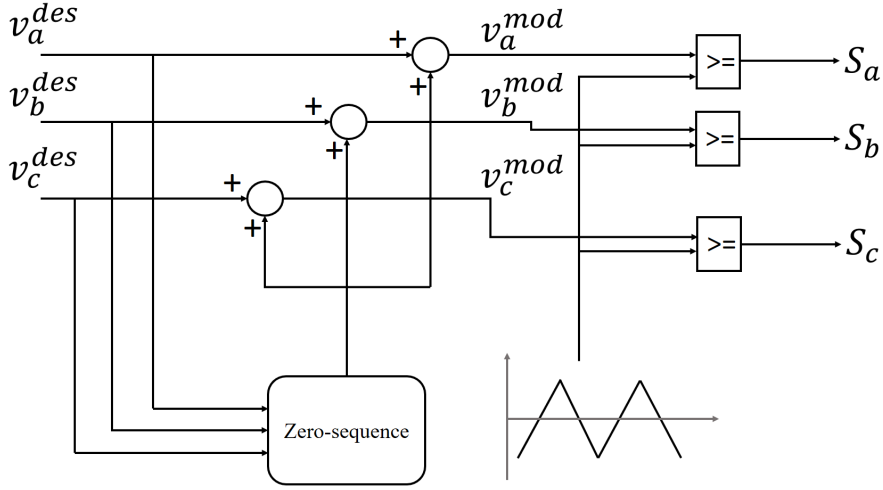 v_a^{des}
+
+
v_a^{mod}
>=
S_a
v_b^{des}
+
+
v_b^{mod}
>=
S_b
v_c^{des}
+
+
v_c^{mod}
>=
S_c
Zero-sequence